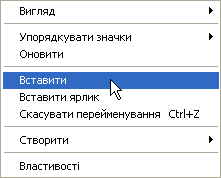 Вигляд
Упорядкувати значки
Оновити
Вставити
Вставити ярлик
Скасувати перейменування Ctrl+Z
Створити
Властивості